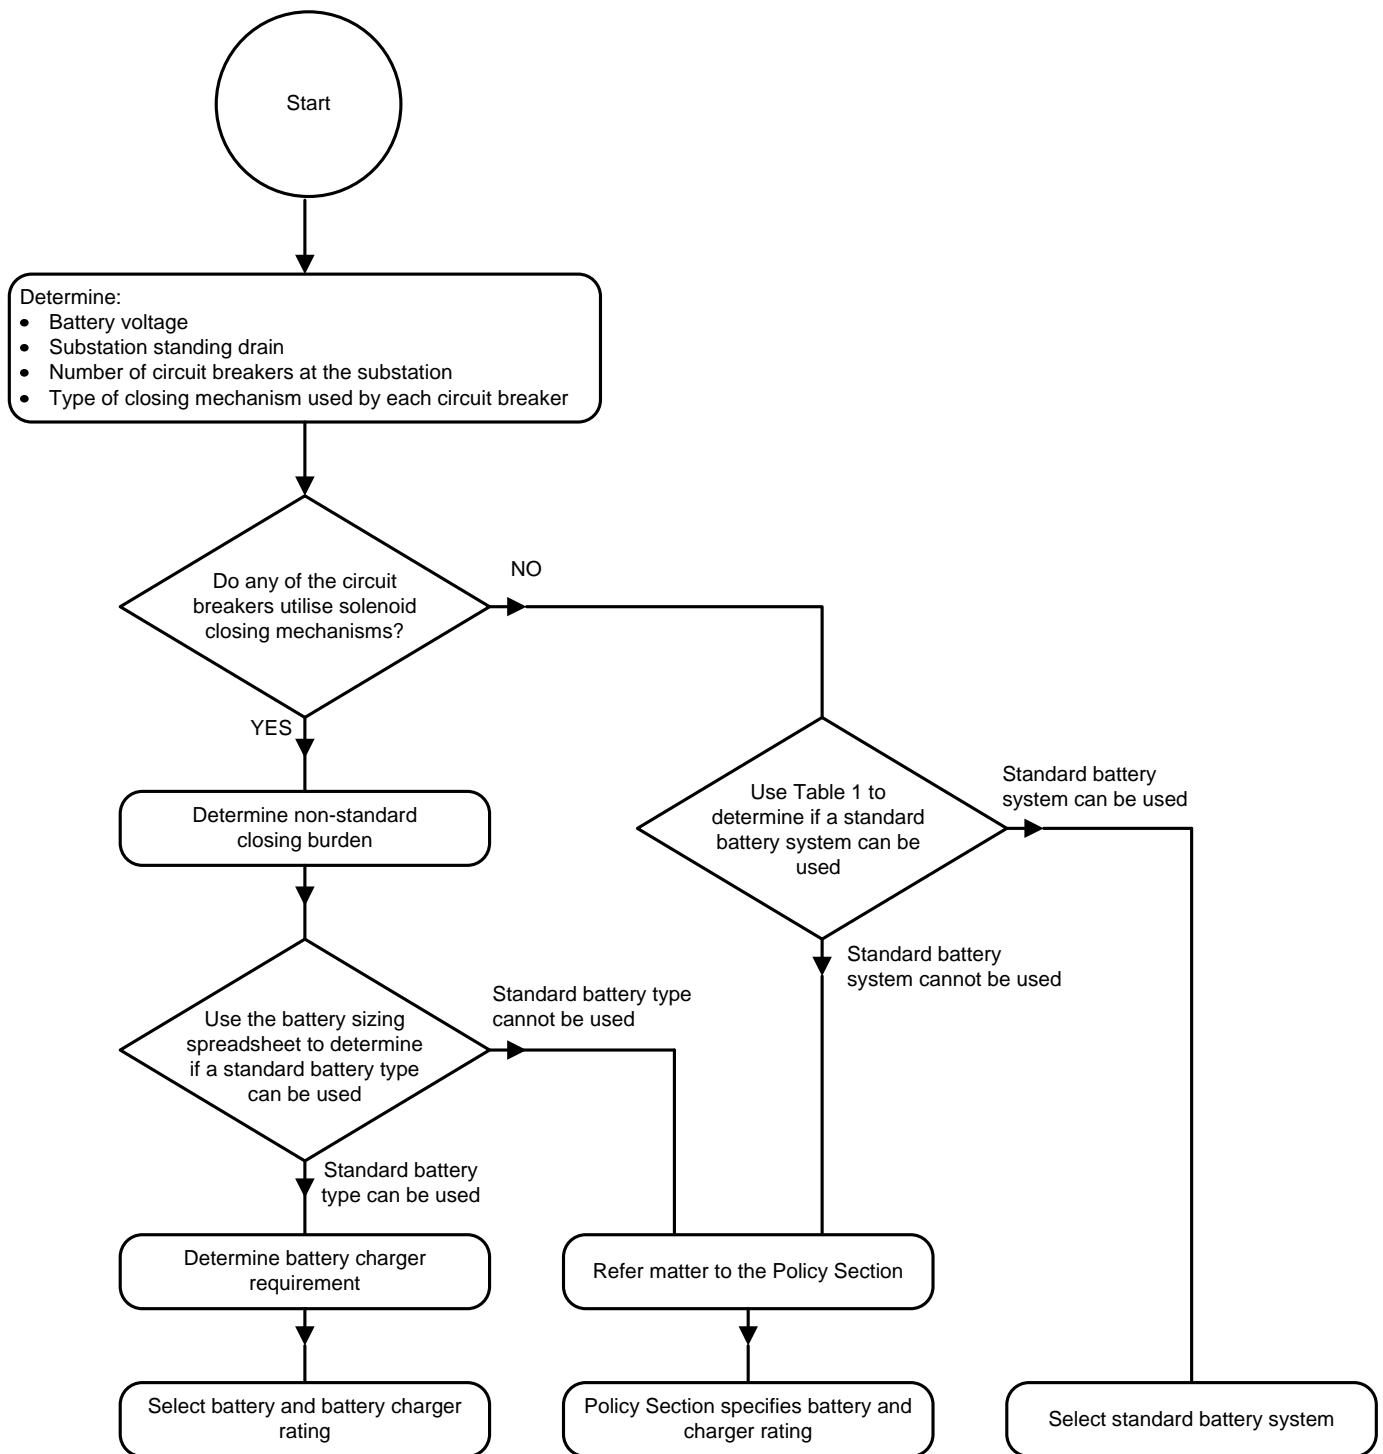 Start
Determine:
• Battery voltage
• Substation standing drain
• Number of circuit breakers at the substation
• Type of closing mechanism used by each circuit breaker
Do any of the circuit
breakers utilise solenoid
closing mechanisms?
NO
YES
Determine non-standard
closing burden
Use Table 1 to
determine if a standard
battery system can be
used
Standard battery
system can be used
Standard battery
system cannot be used
Use the battery sizing
spreadsheet to determine
if a standard battery type
can be used
Standard battery type
cannot be used
Standard battery
type can be used
Determine battery charger
requirement
Refer matter to the Policy Section
Select battery and battery charger
rating
Policy Section specifies battery and
charger rating
Select standard battery system